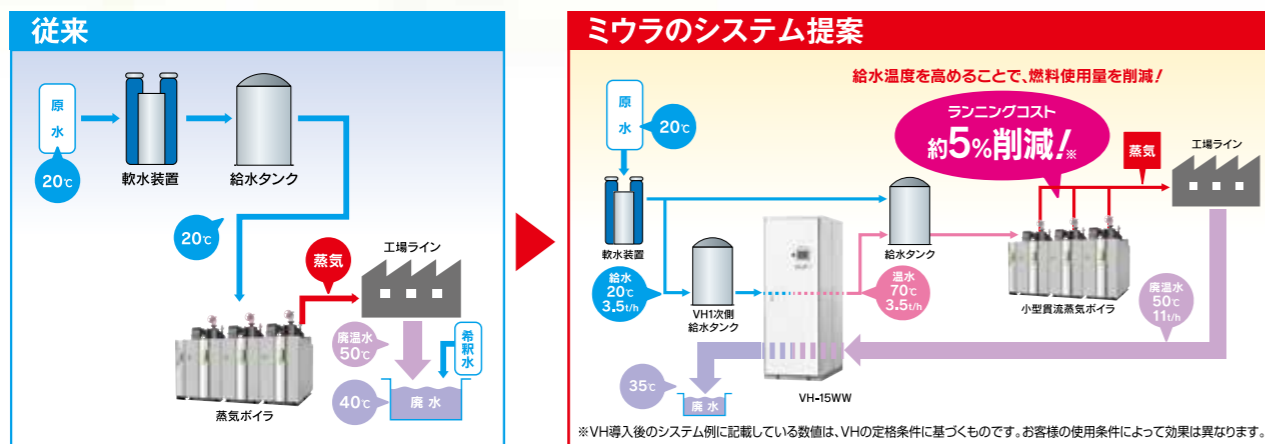 従来
原
水
20℃
軟水装置
給水タンク
20℃
蒸気
工場ライン
廃温水
50℃
希釈水
40℃
廃水
蒸気ボイラ
ミウラのシステム提案
給水温度を高めることで、燃料使用量を削減!
ランニングコスト
約5%削減!※
原
水
20℃
蒸気
工場ライン
軟水装置
給水タンク
給水
20℃
3.5t/h
VH1次側
給水タンク
温水
70℃
3.5t/h
小型貫流蒸気ボイラ
廃温水
50℃
11t/h
35℃
廃水
VH-15WW
※VH導入後のシステム例に記載している数値は、VHの定格条件に基づくものです。お客様の使用条件によって効果は異なります。